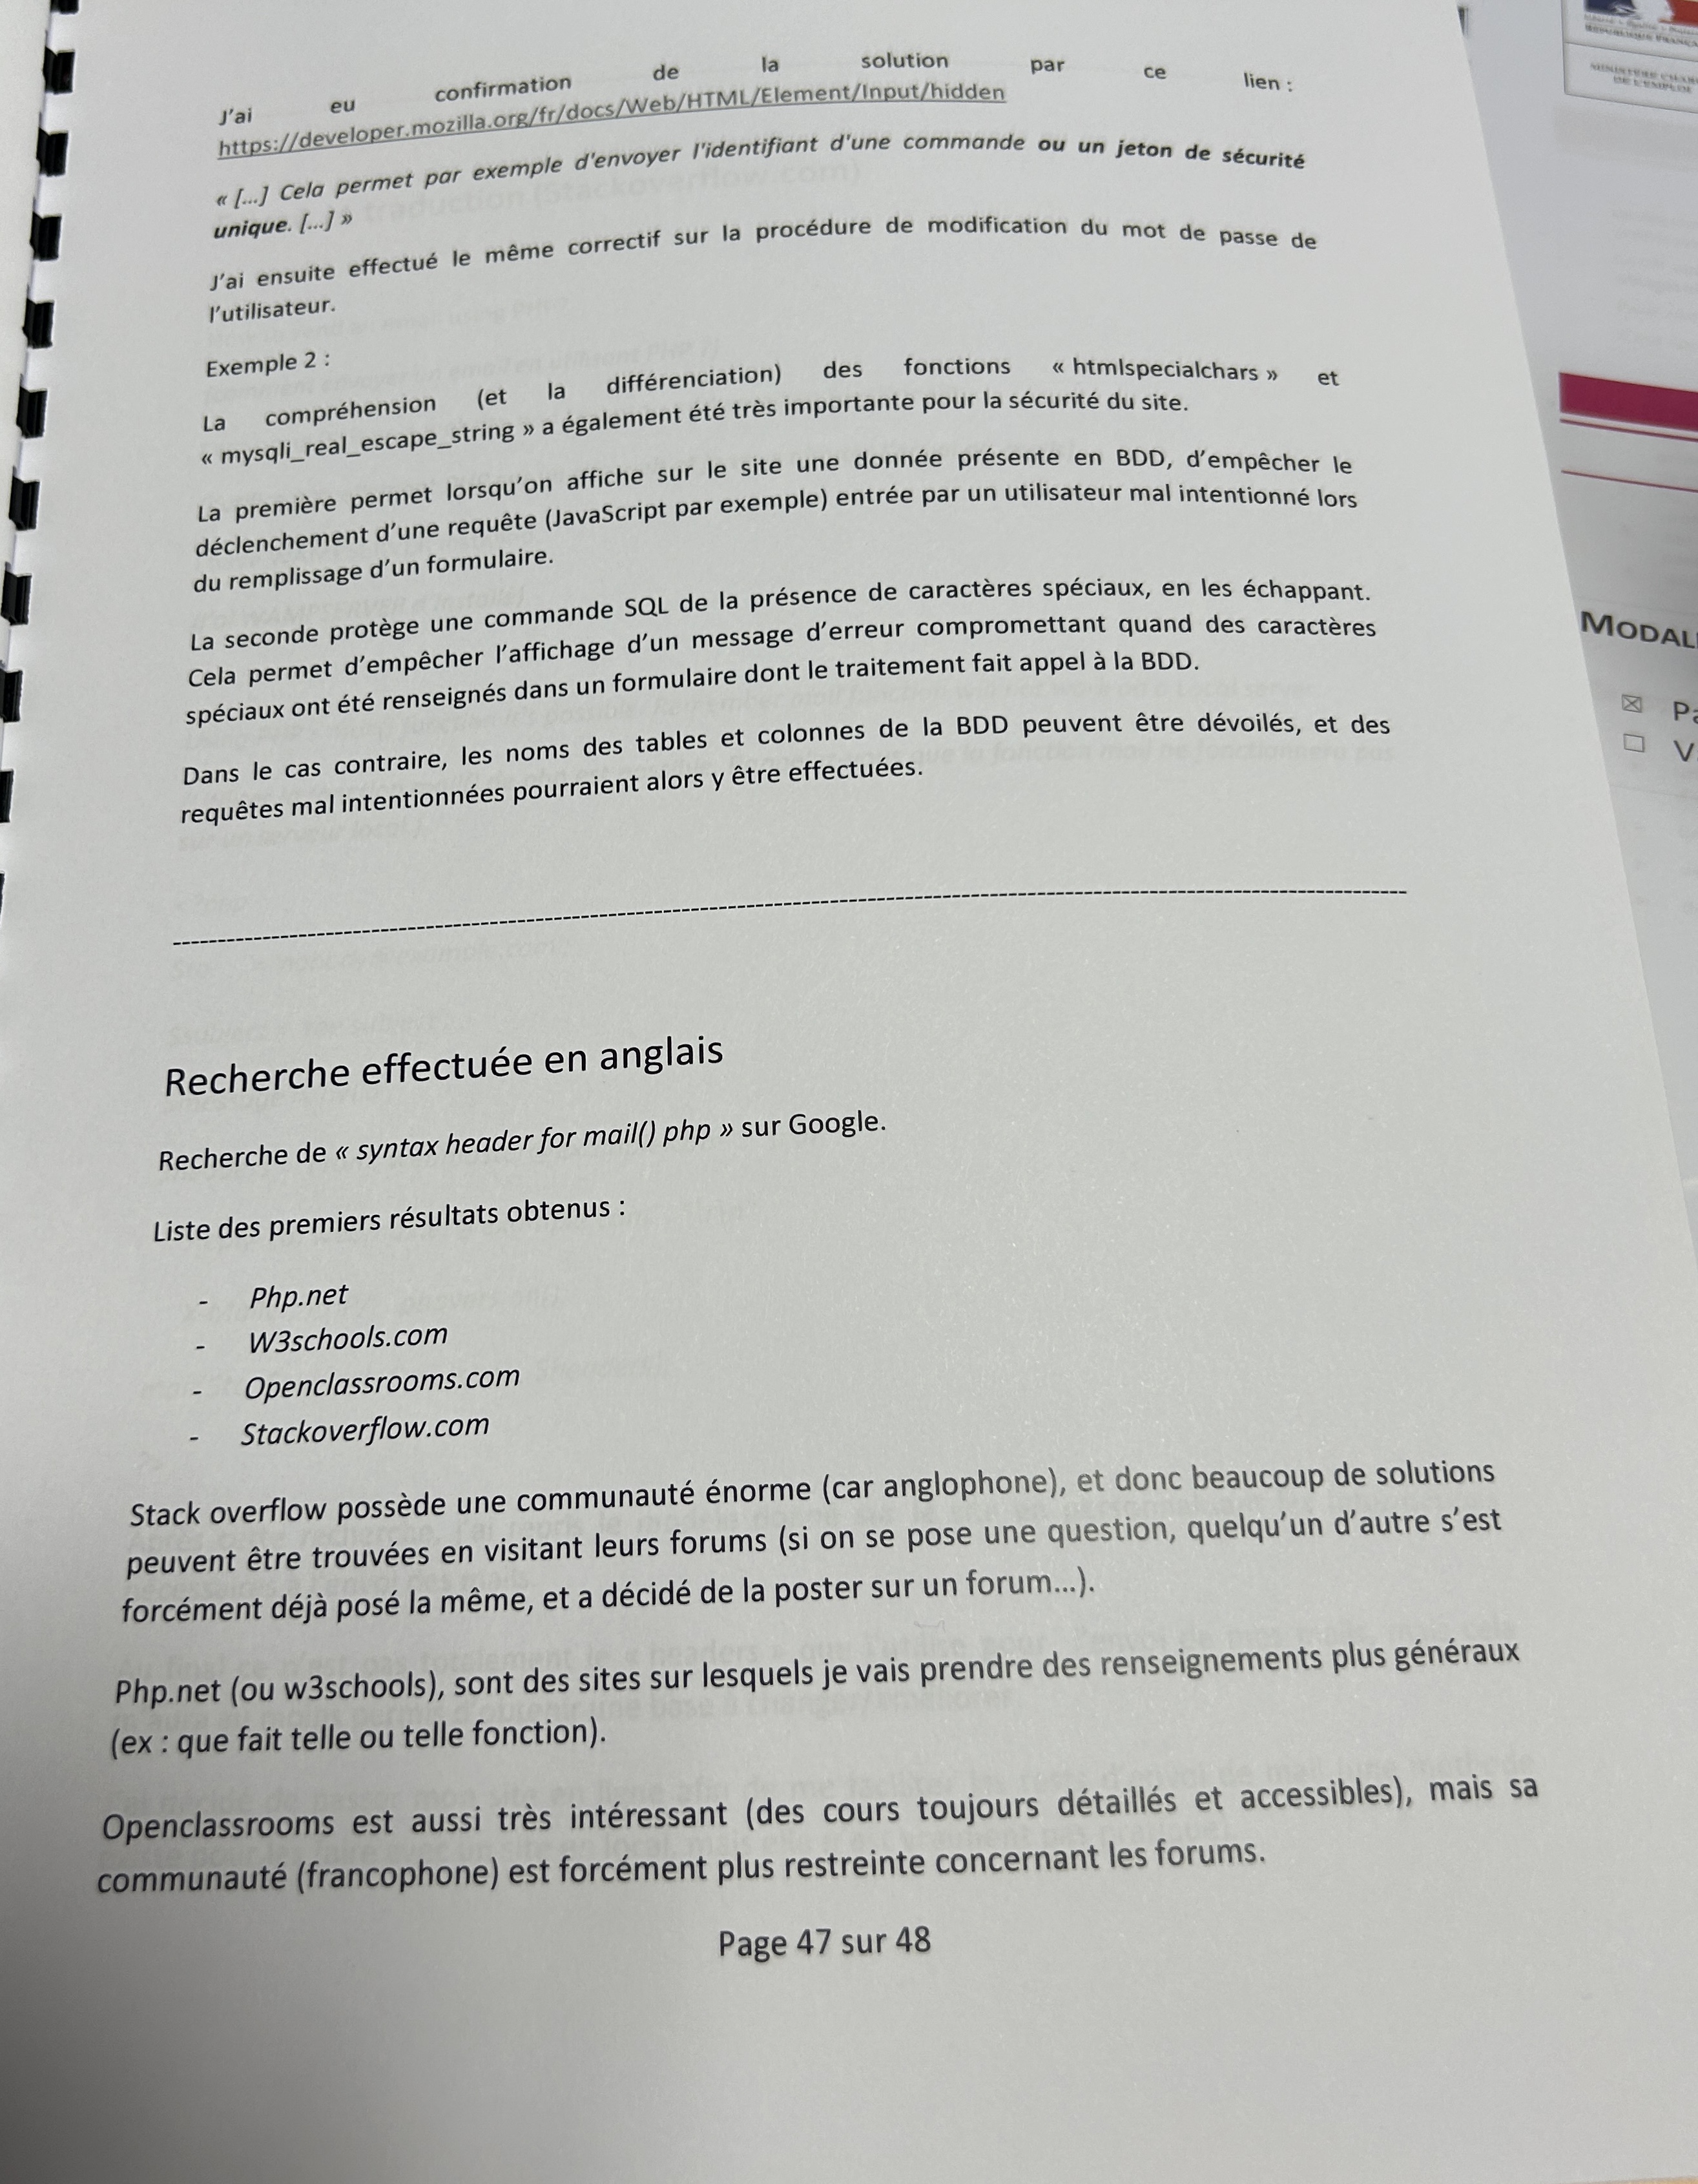 J'ai eu confirmation de la solution par ce lien :
https://developer.mozilla.org/fr/docs/Web/HTML/Element/Input/hidden
« [...] Cela permet par exemple d'envoyer l'identifiant d'une commande ou un jeton de sécurité
unique. [...] »
J'ai ensuite effectué le même correctif sur la procédure de modification du mot de passe de
l'utilisateur.
Exemple 2 :
La compréhension (et la différenciation) des fonctions « htmlspecialchars » et
« mysqli_real_escape_string » a également été très importante pour la sécurité du site.
La première permet lorsqu'on affiche sur le site une donnée présente en BDD, d'empêcher le
déclenchement d'une requête (JavaScript par exemple) entrée par un utilisateur mal intentionné lors
du remplissage d'un formulaire.
La seconde protège une commande SQL de la présence de caractères spéciaux, en les échappant.
Cela permet d'empêcher l'affichage d'un message d'erreur compromettant quand des caractères
spéciaux ont été renseignés dans un formulaire dont le traitement fait appel à la BDD.
Dans le cas contraire, les noms des tables et colonnes de la BDD peuvent être dévoilés, et des
requêtes mal intentionnées pourraient alors y être effectuées.
Recherche effectuée en anglais
Recherche de « syntax header for mail() php » sur Google.
Liste des premiers résultats obtenus :
- Php.net
- W3schools.com
- Openclassrooms.com
- Stackoverflow.com
Stack overflow possède une communauté énorme (car anglophone), et donc beaucoup de solutions
peuvent être trouvées en visitant leurs forums (si on se pose une question, quelqu'un d'autre s'est
forcément déjà posé la même, et a décidé de la poster sur un forum...).
Php.net (ou w3schools), sont des sites sur lesquels je vais prendre des renseignements plus généraux
(ex : que fait telle ou telle fonction).
Openclassrooms est aussi très intéressant (des cours toujours détaillés et accessibles), mais sa
communauté (francophone) est forcément plus restreinte concernant les forums.
Page 47 sur 48